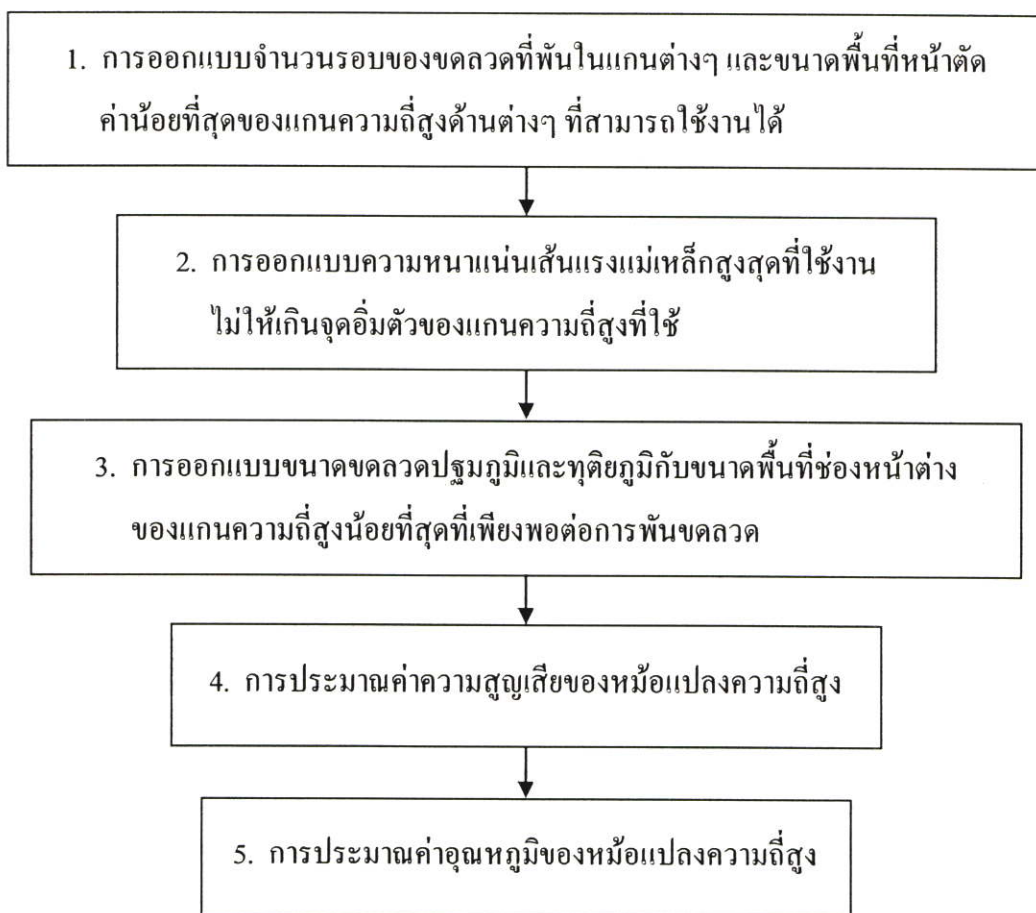 1. การออกแบบจำนวนรอบของขดลวดที่พันในแกนต่างๆ และขนาดพื้นที่หน้าตัด
ค่าน้อยที่สุดของแกนความถี่สูงด้านต่างๆ ที่สามารถใช้งานได้
2. การออกแบบความหนาแน่นเส้นแรงแม่เหล็กสูงสุดที่ใช้งาน
ไม่ให้เกินจุดอิ่มตัวของแกนความถี่สูงที่ใช้
3. การออกแบบขนาดขดลวดปฐมภูมิและทุติยภูมิกับขนาดพื้นที่ช่องหน้าต่าง
ของแกนความถี่สูงน้อยที่สุดที่เพียงพอต่อการพันขดลวด
4. การประมาณค่าความสูญเสียของหม้อแปลงความถี่สูง
5. การประมาณค่าอุณหภูมิของหม้อแปลงความถี่สูง